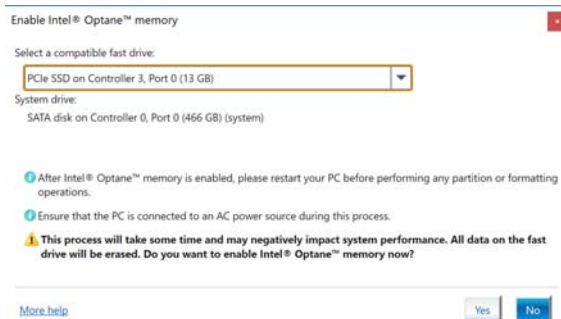 Enable Intel® Optane™ memory
Select a compatible fast drive:
PCIe SSD on Controller 3, Port 0 (13 GB)
System drive:
SATA disk on Controller 0, Port 0 (466 GB) (system)
After Intel® Optane™ memory is enabled, please restart your PC before performing any partition or formatting
operations.
Ensure that the PC is connected to an AC power source during this process.
This process will take some time and may negatively impact system performance. All data on the fast
drive will be erased. Do you want to enable Intel® Optane™ memory now?
More help
Yes
No